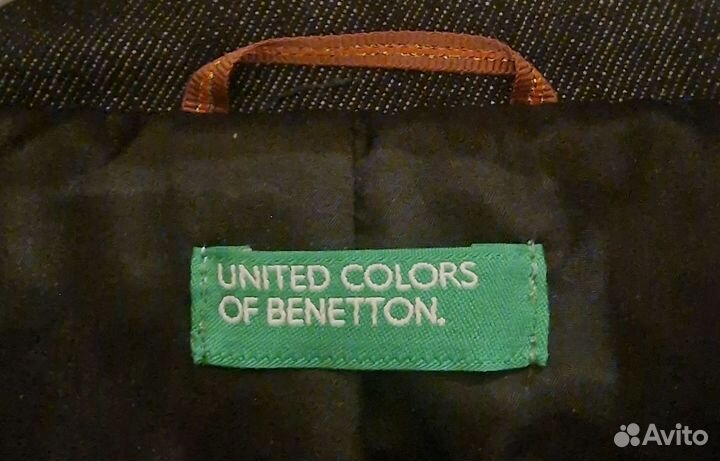 UNITED COLORS
OF BENETTON.
Avito